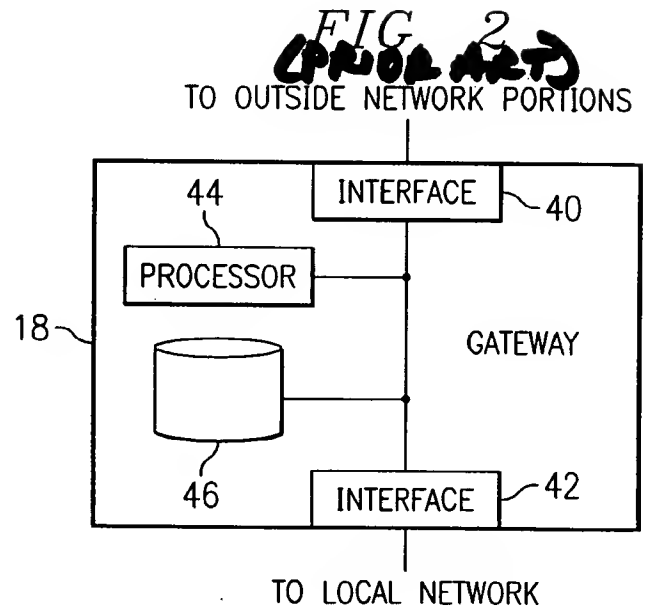 FIG 2
(PRIOR ART)
TO OUTSIDE NETWORK PORTIONS
INTERFACE
40
44
PROCESSOR
18
GATEWAY
46
INTERFACE
42
TO LOCAL NETWORK